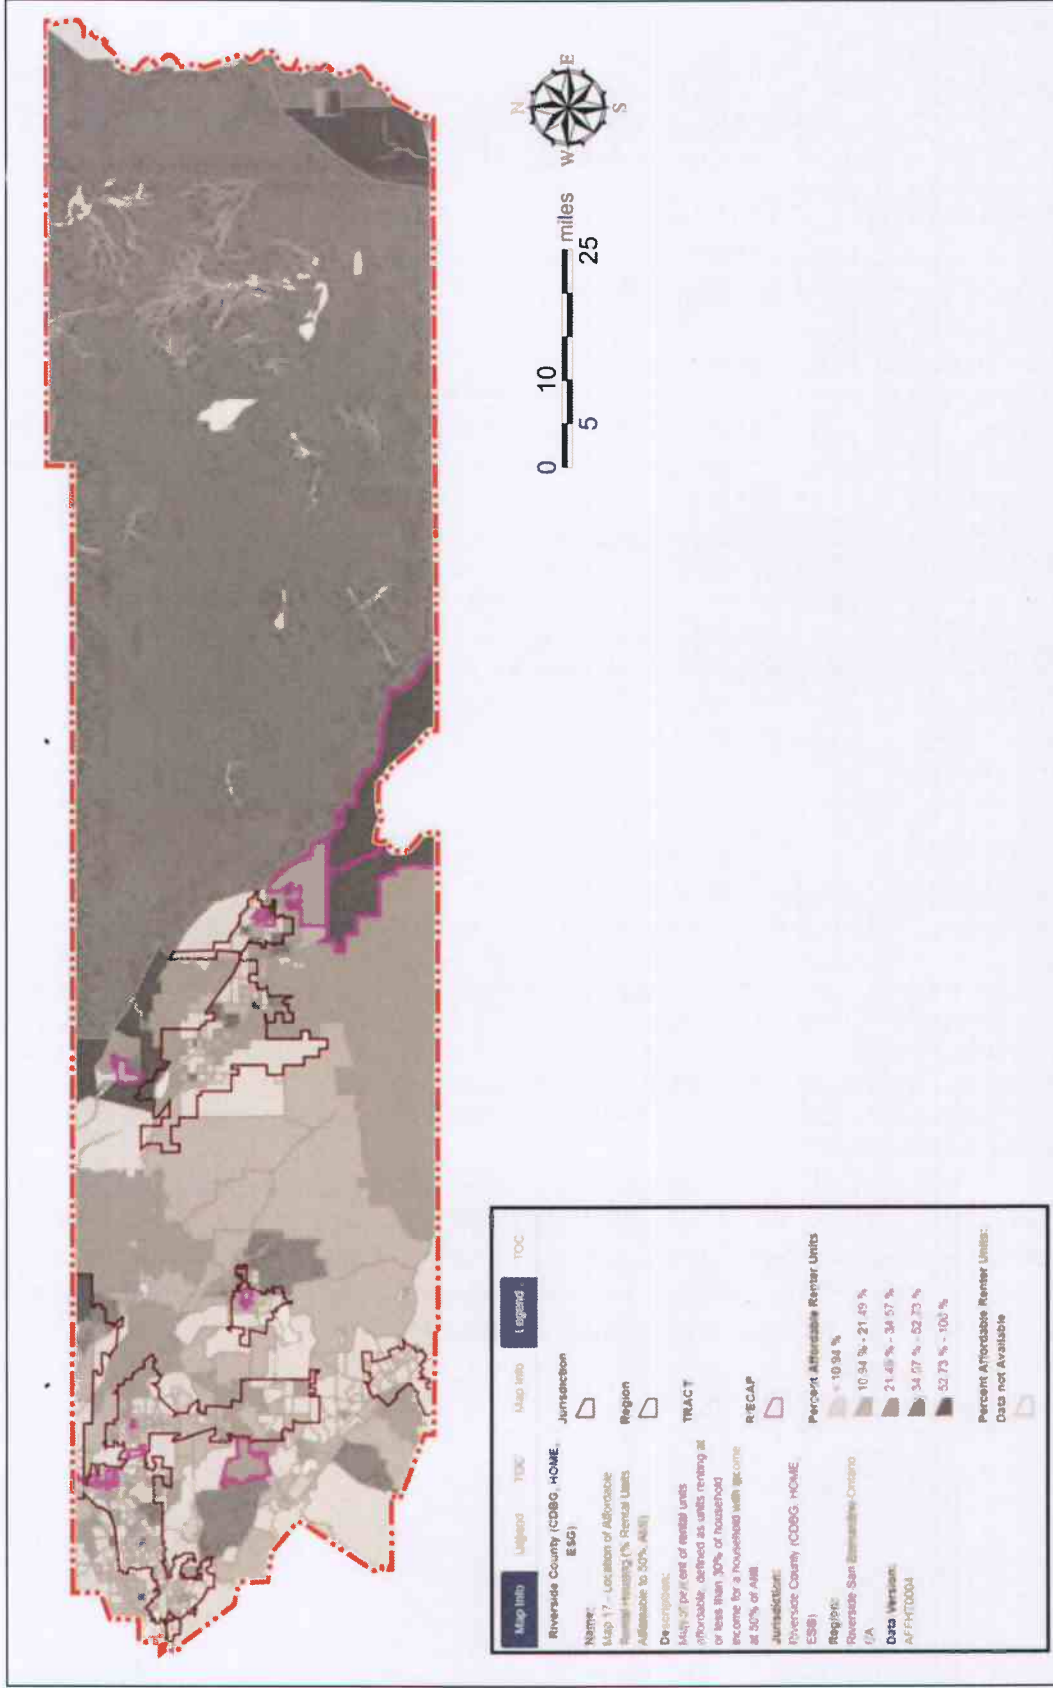 Map Info Legend TOC
Riverside County (CDBG, HOME,
ESG)
Name:
Map 17 - Location of Affordable
Rental Housing (% Rental Units
Affordable to 50% AMI)
Description:
Map of percent of rental units
affordable, defined as units renting at
or less than 30% of household
income for a household with income
at 50% of AMI
Jurisdiction:
Riverside County (CDBG, HOME,
ESG)
Region:
Riverside-San Bernardino-Ontario
CA
Data Version:
AFFHT0004
Map Info Legend TOC
Jurisdiction
Region
TRACT
R/ECAP
Percent Affordable Renter Units
< 10.94 %
10.94 % - 21.49 %
21.49 % - 34.57 %
34.57 % - 52.73 %
52.73 % - 100 %
Percent Affordable Renter Units:
Data not Available
0 5 10 25 miles
N
W
E
S